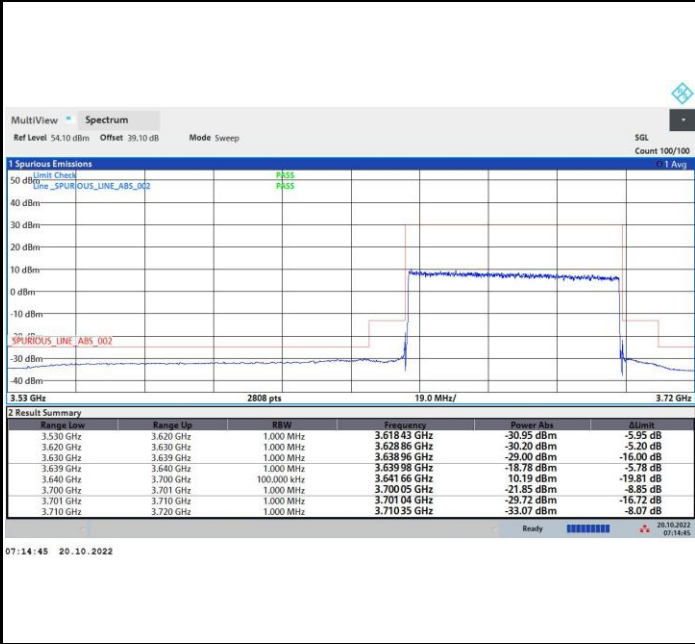 MultiView Spectrum
Ref Level 54.10 dBm Offset 39.10 dB Mode Sweep SGL
Count 100/100
1 Spurious Emissions 1 Avg
50 dBm Limit Check PASS
Line _SPURIOUS_LINE_ABS_002 PASS
40 dBm
30 dBm
20 dBm
10 dBm
0 dBm
-10 dBm
-20 dBm
SPURIOUS_LINE_ABS_002
-30 dBm
-40 dBm
3.53 GHz 2808 pts 19.0 MHz/ 3.72 GHz
2 Result Summary
Range Low Range Up RBW Frequency Power Abs ΔLimit
3.530 GHz 3.620 GHz 1.000 MHz 3.618 43 GHz -30.95 dBm -5.95 dB
3.620 GHz 3.630 GHz 1.000 MHz 3.628 86 GHz -30.20 dBm -5.20 dB
3.630 GHz 3.639 GHz 1.000 MHz 3.638 96 GHz -29.00 dBm -16.00 dB
3.639 GHz 3.640 GHz 1.000 MHz 3.639 98 GHz -18.78 dBm -5.78 dB
3.640 GHz 3.700 GHz 100.000 kHz 3.641 66 GHz 10.19 dBm -19.81 dB
3.700 GHz 3.701 GHz 1.000 MHz 3.700 05 GHz -21.85 dBm -8.85 dB
3.701 GHz 3.710 GHz 1.000 MHz 3.701 04 GHz -29.72 dBm -16.72 dB
3.710 GHz 3.720 GHz 1.000 MHz 3.710 35 GHz -33.07 dBm -8.07 dB
Ready 20.10.2022
07:14:45
07:14:45 20.10.2022